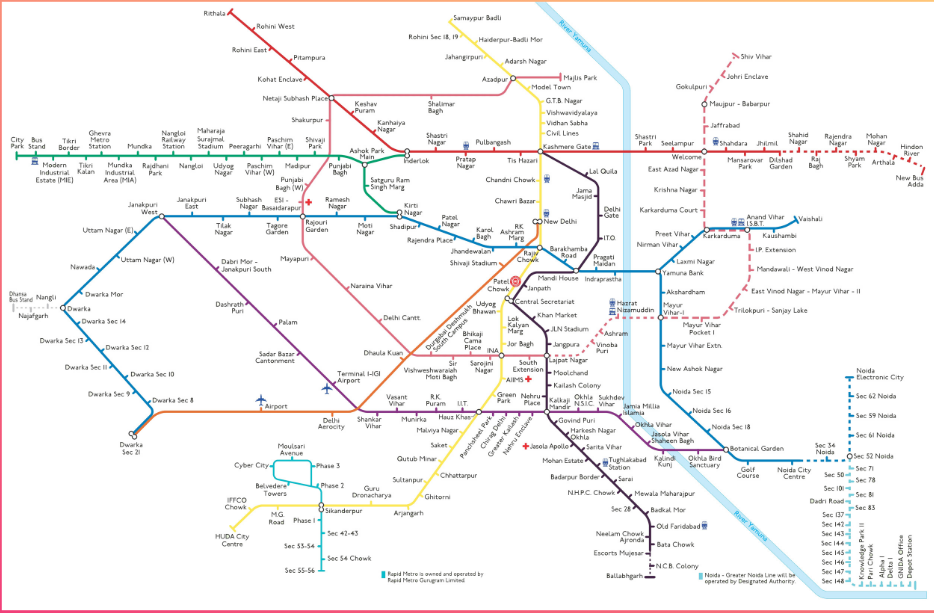 Rithala
Rohini West
Rohini East
Pitampura
Kohat Enclave
Netaji Subhash Place
Keshav
Puram
Kanhaiya
Nagar
Inderlok
Shastri
Nagar
Pratap
Nagar
Pulbangash
Tis Hazari
Kashmere Gate
Shastri
Park
Seelampur
Welcome
Shahdara
Mansarovar
Park
Jhilmil
Dilshad
Garden
Shahid
Nagar
Raj
Bagh
Rajendra
Nagar
Shyam
Park
Mohan
Nagar
Arthala
Hindon
River
New Bus
Adda
Samaypur Badli
Rohini Sec 18, 19
Haiderpur-Badli Mor
Jahangirpuri
Adarsh Nagar
Azadpur
Majlis Park
Model Town
G.T.B. Nagar
Vishwavidyalaya
Vidhan Sabha
Civil Lines
River Yamuna
Shiv Vihar
Johri Enclave
Gokulpuri
Maujpur - Babarpur
Jaffrabad
Shalimar
Bagh
Shakurpur
City
Park
Bus
Stand
Modern
Industrial
Estate (MIE)
Tikri
Border
Tikri
Kalan
Ghevra
Metro
Station
Mundka
Industrial
Area (MIA)
Mundka
Rajdhani
Park
Nangloi
Railway
Station
Nangloi
Maharaja
Surajmal
Stadium
Udyog
Nagar
Peeragarhi
Paschim
Vihar (W)
Paschim
Vihar (E)
Madipur
Shivaji
Park
Punjabi
Bagh
Ashok Park
Main
Punjabi
Bagh (W)
Satguru Ram
Singh Marg
Kirti
Nagar
Janakpuri
West
Janakpuri
East
Tilak
Nagar
Subhash
Nagar
Tagore
Garden
ESI -
Basaidarapur
Rajouri
Garden
Ramesh
Nagar
Moti
Nagar
Shadipur
Patel
Nagar
Rajendra Place
Karol
Bagh
Jhandewalan
RK.
Ashram
Marg
Rajiv
Chowk
Barakhamba
Road
Mandi House
Pragati
Maidan
Indraprastha
Yamuna Bank
Laxmi Nagar
Nirman Vihar
Preet Vihar
Karkarduma
Anand Vihar
I.S.B.T.
Kaushambi
Vaishali
East Azad Nagar
Krishna Nagar
Karkarduma Court
I.P. Extension
Mandawali - West Vinod Nagar
East Vinod Nagar - Mayur Vihar - II
Trilokpuri - Sanjay Lake
Mayur Vihar
Pocket I
Mayur
Vihar-I
Akshardham
Mayur Vihar Extn.
New Ashok Nagar
Noida Sec 15
Noida Sec 16
Noida Sec 18
Botanical Garden
Golf
Course
Noida City
Centre
Sec 34
Noida
Sec 52 Noida
Noida
Electronic City
Sec 62 Noida
Sec 59 Noida
Sec 61 Noida
Chandni Chowk
Chawri Bazar
New Delhi
Lal Quila
Jama
Masjid
Delhi
Gate
I.T.O.
Shivaji Stadium
Patel
Chowk
Janpath
Central Secretariat
Udyog
Bhawan
Khan Market
Lok
Kalyan
Marg
JLN Stadium
Jor Bagh
Jangpura
INA
South
Extension
Lajpat Nagar
Vinoba
Puri
Ashram
Hazrat
Nizamuddin
AIIMS
Moolchand
Kailash Colony
Nehru
Place
Kalkaji
Mandir
Green
Park
Hauz Khas
Uttam Nagar (E)
Uttam Nagar (W)
Nawada
Dwarka Mor
Dhansa
Bus Stand
Nangli
Najafgarh
Dwarka
Dwarka Sec 14
Dwarka Sec 13
Dwarka Sec 12
Dwarka Sec 11
Dwarka Sec 10
Dwarka Sec 9
Dwarka Sec 8
Dwarka
Sec 21
Dabri Mor -
Janakpuri South
Dashrath
Puri
Palam
Sadar Bazar
Cantonment
Terminal I-IGI
Airport
Airport
Delhi
Aerocity
Shankar
Vihar
Vasant
Vihar
Munirka
R.K.
Puram
I.I.T.
Mayapuri
Naraina Vihar
Delhi Cantt.
Durgabai Deshmukh
South Campus
Dhaula Kuan
Sir
Vishweshwaraiah
Moti Bagh
Bhikaji
Cama
Place
Sarojini
Nagar
Panchsheel Park
Chirag Delhi
Greater Kailash
Nehru Enclave
Okhla
N.S.I.C.
Sukhdev
Vihar
Jamia Millia
Islamia
Okhla Vihar
Jasola Vihar
Shaheen Bagh
Kalindi
Kunj
Okhla Bird
Sanctuary
Govind Puri
Markesh Nagar
Okhla
Jasola Apollo
Sarita Vihar
Mohan Estate
Tughlakabad
Station
Badarpur Border
Sarai
N.H.P.C. Chowk
Mewala Maharajpur
Sec 28
Badkal Mor
Old Faridabad
Neelam Chowk
Ajronda
Bata Chowk
Escorts Mujesar
N.C.B. Colony
Ballabhgarh
Malviya Nagar
Saket
Qutub Minar
Chhattarpur
Sultanpur
Ghitorni
Arjangarh
Guru
Dronacharya
Sikanderpur
M.G.
Road
IFFCO
Chowk
HUDA City
Centre
Moulsari
Avenue
Cyber City
Phase 3
Belvedere
Towers
Phase 2
Phase 1
Sec 42-43
Sec 53-54
Sec 54 Chowk
Sec 55-56
Rapid Metro is owned and operated by
Rapid Metro Gurugram Limited.
River Yamuna
Noida - Greater Noida Line will be
operated by Designated Authority.
Sec 71
Sec 50
Sec 78
Sec 101
Sec 81
Dadri Road
Sec 83
Sec 137
Sec 142
Sec 143
Sec 144
Sec 145
Sec 146
Sec 147
Sec 148
Knowledge Park II
Pari Chowk
Alpha I
Delta I
GNIDA Office
Depot Station